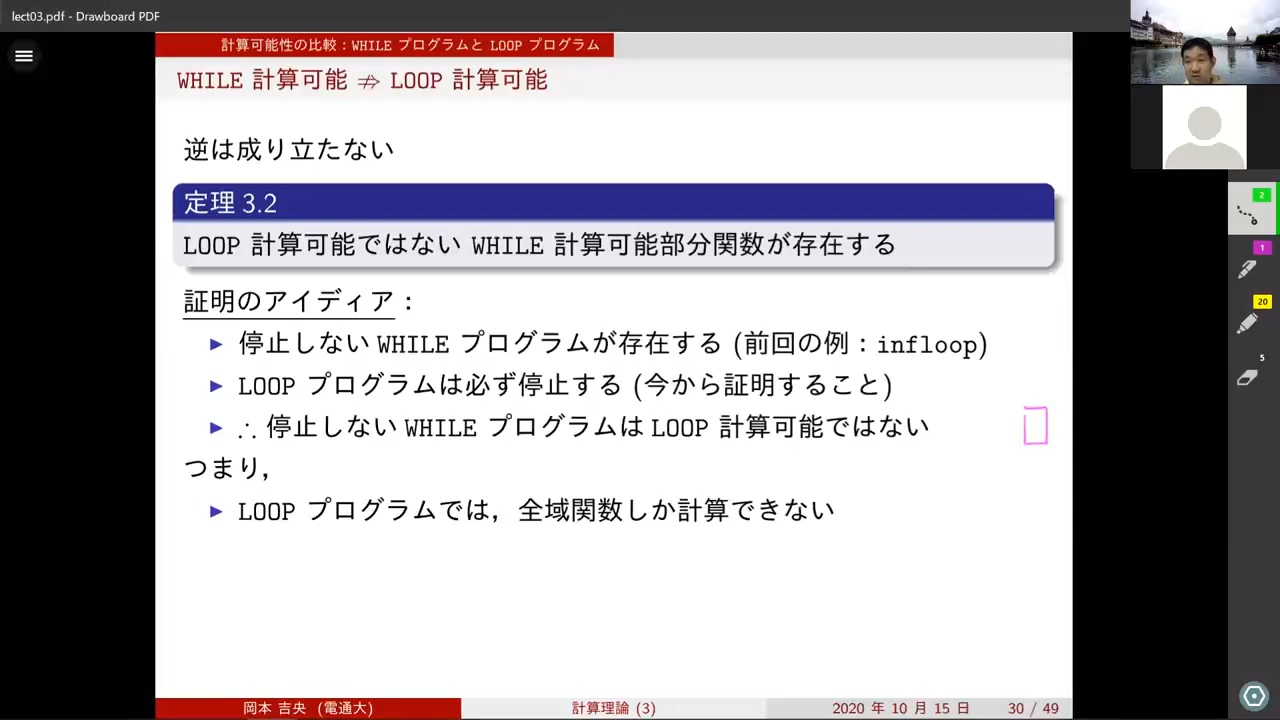 lect03.pdf - Drawboard PDF
計算可能性の比較：WHILE プログラムと LOOP プログラム
WHILE 計算可能 ⇏ LOOP 計算可能
逆は成り立たない
定理 3.2
LOOP 計算可能ではない WHILE 計算可能部分関数が存在する
証明のアイディア：
▶ 停止しない WHILE プログラムが存在する (前回の例：infloop)
▶ LOOP プログラムは必ず停止する (今から証明すること)
▶ ∴ 停止しない WHILE プログラムは LOOP 計算可能ではない
つまり，
▶ LOOP プログラムでは，全域関数しか計算できない
岡本 吉央 (電通大)
計算理論 (3)
2020 年 10 月 15 日
30 / 49
2
1
20
5